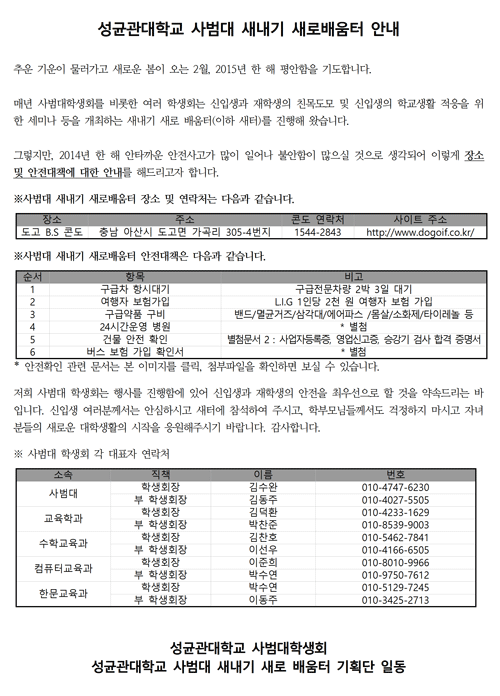 성균관대학교 사범대 새내기 새로배움터 안내
추운 기운이 물러가고 새로운 봄이 오는 2월, 2015년 한 해 평안함을 기도합니다.
매년 사범대학생회를 비롯한 여러 학생회는 신입생과 재학생의 친목도모 및 신입생의 학교생활 적응을 위
한 세미나 등을 개최하는 새내기 새로 배움터(이하 새터)를 진행해 왔습니다.
그렇지만, 2014년 한 해 안타까운 안전사고가 많이 일어나 불안함이 많으실 것으로 생각되어 이렇게 장소
및 안전대책에 대한 안내를 해드리고자 합니다.
※사범대 새내기 새로배움터 장소 및 연락처는 다음과 같습니다.
장소 주소 콘도 연락처 사이트 주소
도고 B.S 콘도 충남 아산시 도고면 가곡리 305-4번지 1544-2843 http://www.dogoif.co.kr/
※사범대 새내기 새로배움터 안전대책은 다음과 같습니다.
순서 항목 비고
1 구급차 항시대기 구급전문차량 2박 3일 대기
2 여행자 보험가입 L.I.G 1인당 2천 원 여행자 보험 가입
3 구급약품 구비 밴드/멸균거즈/삼각대/에어파스 /몸살/소화제/타이레놀 등
4 24시간운영 병원 * 별첨
5 건물 안전 확인 별첨문서 2 : 사업자등록증, 영업신고증, 승강기 검사 합격 증명서
6 버스 보험 가입 확인서 * 별첨
* 안전확인 관련 문서는 본 이미지를 클릭, 첨부파일을 확인하면 보실 수 있습니다.
저희 사범대 학생회는 행사를 진행함에 있어 신입생과 재학생의 안전을 최우선으로 할 것을 약속드리는 바
입니다. 신입생 여러분께서는 안심하시고 새터에 참석하여 주시고, 학부모님들께서도 걱정하지 마시고 자녀
분들의 새로운 대학생활의 시작을 응원해주시기 바랍니다. 감사합니다.
※ 사범대 학생회 각 대표자 연락처
소속 직책 이름 번호
사범대 학생회장 김수완 010-4747-6230
부 학생회장 김동주 010-4027-5505
교육학과 학생회장 김덕환 010-4233-1629
부 학생회장 박찬준 010-8539-9003
수학교육과 학생회장 김찬호 010-5462-7841
부 학생회장 이선우 010-4166-6505
컴퓨터교육과 학생회장 이준희 010-8010-9966
부 학생회장 박수연 010-9750-7612
한문교육과 학생회장 박수연 010-5129-7245
부 학생회장 이동주 010-3425-2713
성균관대학교 사범대학생회
성균관대학교 사범대 새내기 새로 배움터 기획단 일동